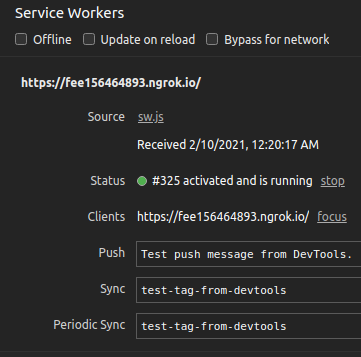 Service Workers
Offline Update on reload Bypass for network
https://fee156464893.ngrok.io/
Source sw.js
Received 2/10/2021, 12:20:17 AM
Status #325 activated and is running stop
Clients https://fee156464893.ngrok.io/ focus
Push Test push message from DevTools.
Sync test-tag-from-devtools
Periodic Sync test-tag-from-devtools